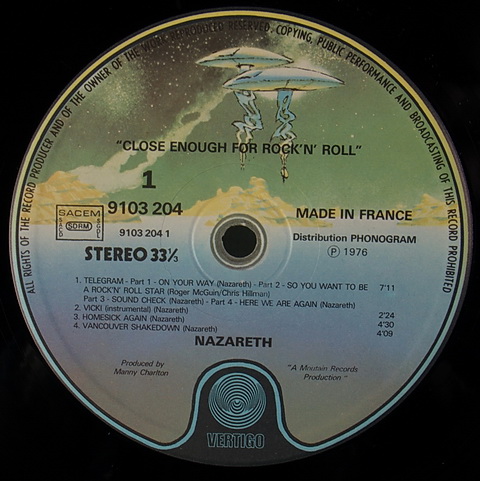 ALL RIGHTS OF THE RECORD PRODUCER AND OF THE OWNER OF THE WORK REPRODUCED RESERVED. COPYING, PUBLIC PERFORMANCE AND BROADCASTING OF THIS RECORD PROHIBITED
"CLOSE ENOUGH FOR ROCK'N' ROLL"
1
9103 204
MADE IN FRANCE
SACEM
SDRM
9103 204 1
Distribution PHONOGRAM
STEREO 33⅓
Ⓟ 1976
1. TELEGRAM - Part 1 - ON YOUR WAY (Nazareth) - Part 2 - SO YOU WANT TO BE 7'11
A ROCK'N' ROLL STAR (Roger McGuin/Chris Hillman)
Part 3 - SOUND CHECK (Nazareth) - Part 4 - HERE WE ARE AGAIN (Nazareth)
2. VICKI (instrumental) (Nazareth) 2'24
3. HOMESICK AGAIN (Nazareth) 4'30
4. VANCOUVER SHAKEDOWN (Nazareth) 4'09
NAZARETH
Produced by
Manny Charlton
"A Moutain Records
Production"
VERTIGO